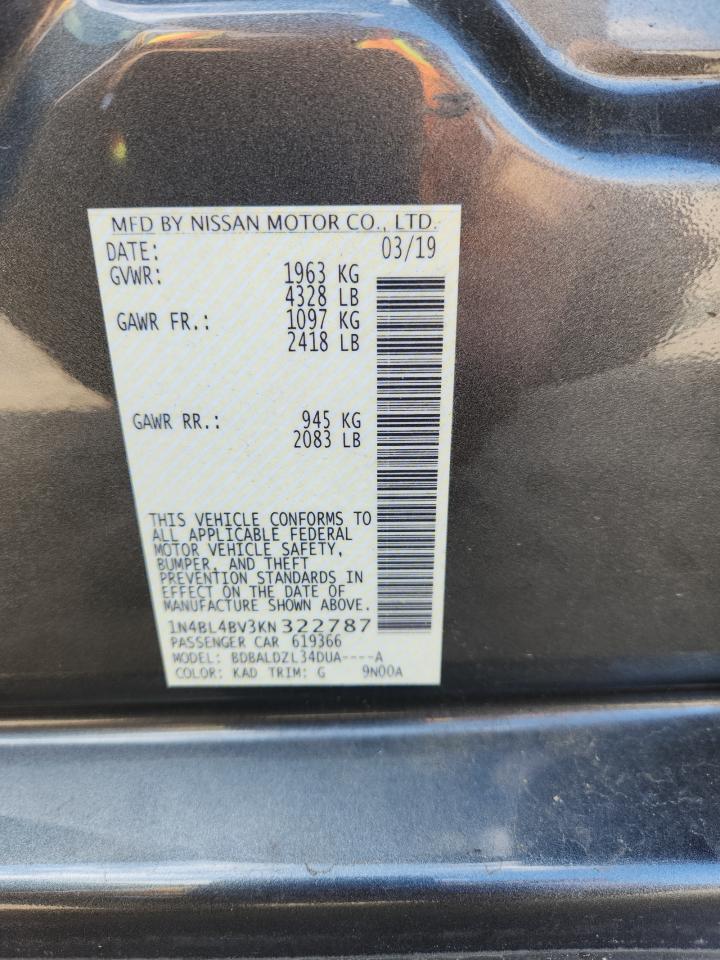 MFD BY NISSAN MOTOR CO., LTD.
DATE: 03/19
GVWR: 1963 KG
4328 LB
GAWR FR.: 1097 KG
2418 LB
GAWR RR.: 945 KG
2083 LB
THIS VEHICLE CONFORMS TO
ALL APPLICABLE FEDERAL
MOTOR VEHICLE SAFETY,
BUMPER, AND THEFT
PREVENTION STANDARDS IN
EFFECT ON THE DATE OF
MANUFACTURE SHOWN ABOVE.
1N4BL4BV3KN322787
PASSENGER CAR 619366
MODEL: BDBALDZL34DUA----A
COLOR: KAD TRIM: G 9N00A